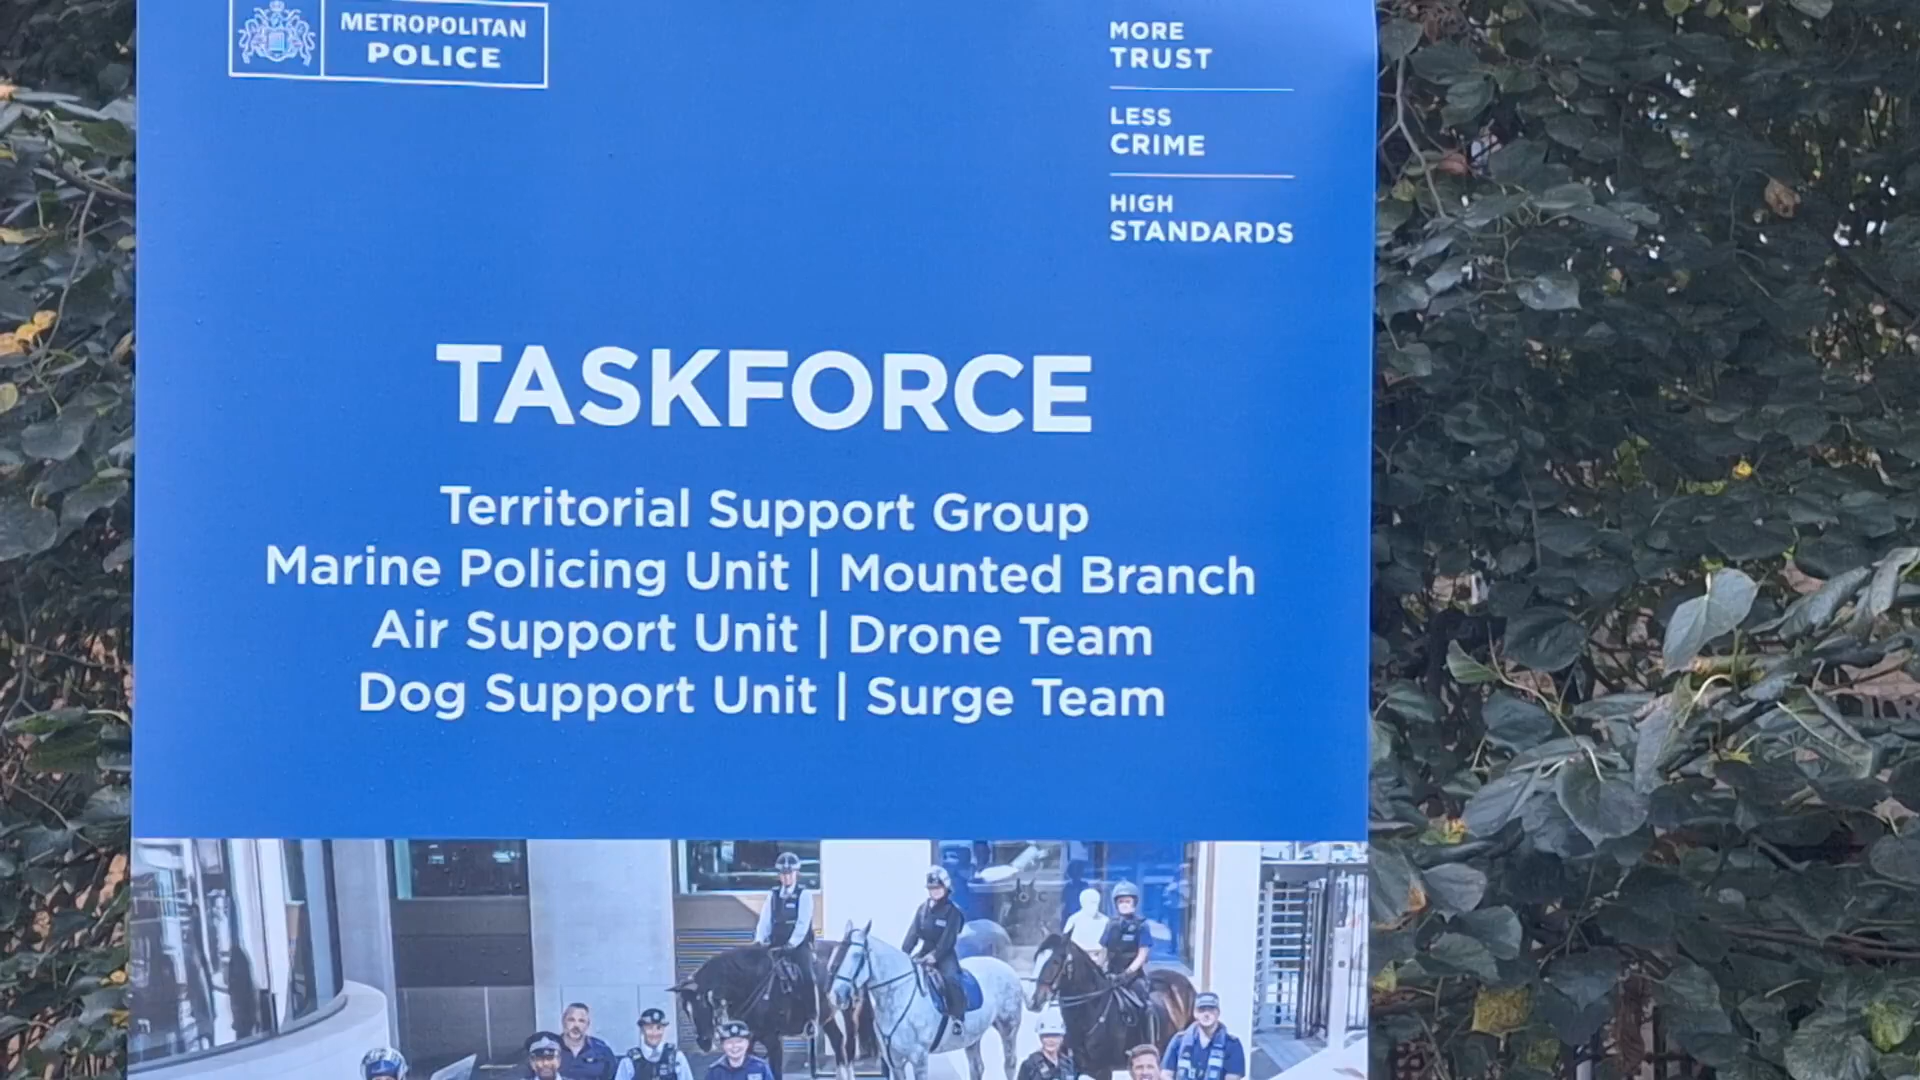 METROPOLITAN
POLICE
MORE
TRUST
LESS
CRIME
HIGH
STANDARDS
TASKFORCE
Territorial Support Group
Marine Policing Unit | Mounted Branch
Air Support Unit | Drone Team
Dog Support Unit | Surge Team